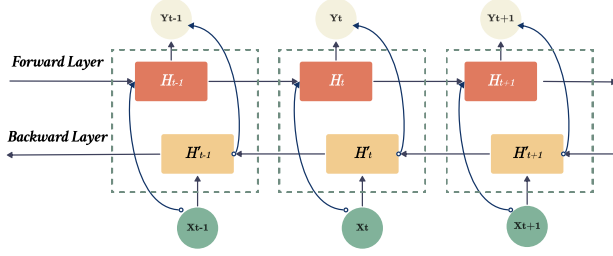 Yt-1 Yt Yt+1
Forward Layer
Ht-1 Ht Ht+1
Backward Layer
H't-1 H't H't+1
Xt-1 Xt Xt+1